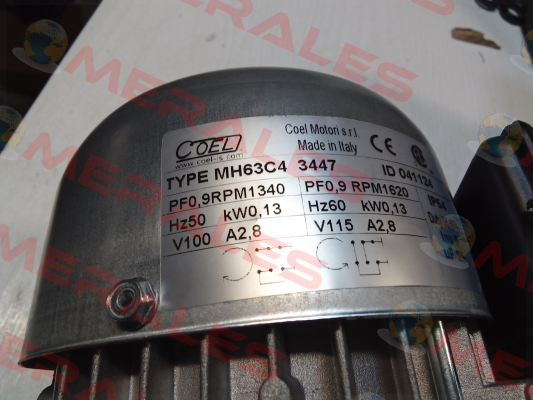 COEL
www.coel-is.com
Coel Motori s.r.l.
Made in Italy
CE
TYPE MH63C4 3447 ID 041124
PF0,9RPM1340 PF0,9 RPM1620 IP54
Hz50 kW0,13 Hz60 kW0,13
V100 A2,8 V115 A2,8
MERALES